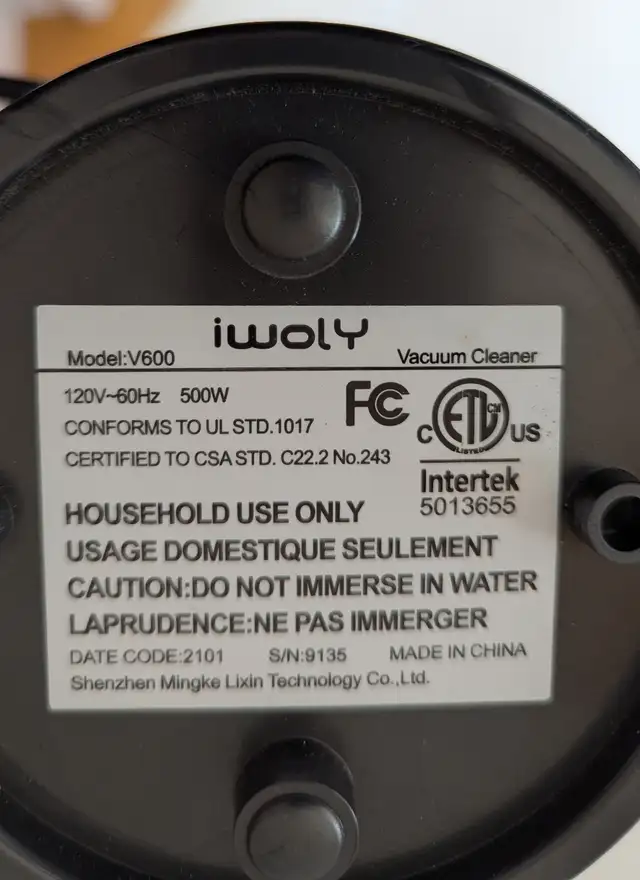 iwoly
Model:V600 Vacuum Cleaner
120V~60Hz 500W
FC
CONFORMS TO UL STD.1017
C ETL CM US
LISTED
CERTIFIED TO CSA STD. C22.2 No.243
Intertek
5013655
HOUSEHOLD USE ONLY
USAGE DOMESTIQUE SEULEMENT
CAUTION:DO NOT IMMERSE IN WATER
LAPRUDENCE:NE PAS IMMERGER
DATE CODE:2101 S/N:9135 MADE IN CHINA
Shenzhen Mingke Lixin Technology Co.,Ltd.